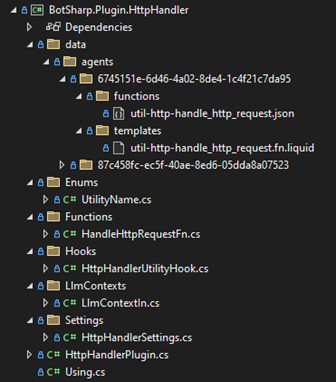 BotSharp.Plugin.HttpHandler
Dependencies
data
agents
6745151e-6d46-4a02-8de4-1c4f21c7da95
functions
util-http-handle_http_request.json
templates
util-http-handle_http_request.fn.liquid
87c458fc-ec5f-40ae-8ed6-05dda8a07523
Enums
C# UtilityName.cs
Functions
C# HandleHttpRequestFn.cs
Hooks
C# HttpHandlerUtilityHook.cs
LlmContexts
C# LlmContextIn.cs
Settings
C# HttpHandlerSettings.cs
C# HttpHandlerPlugin.cs
C# Using.cs